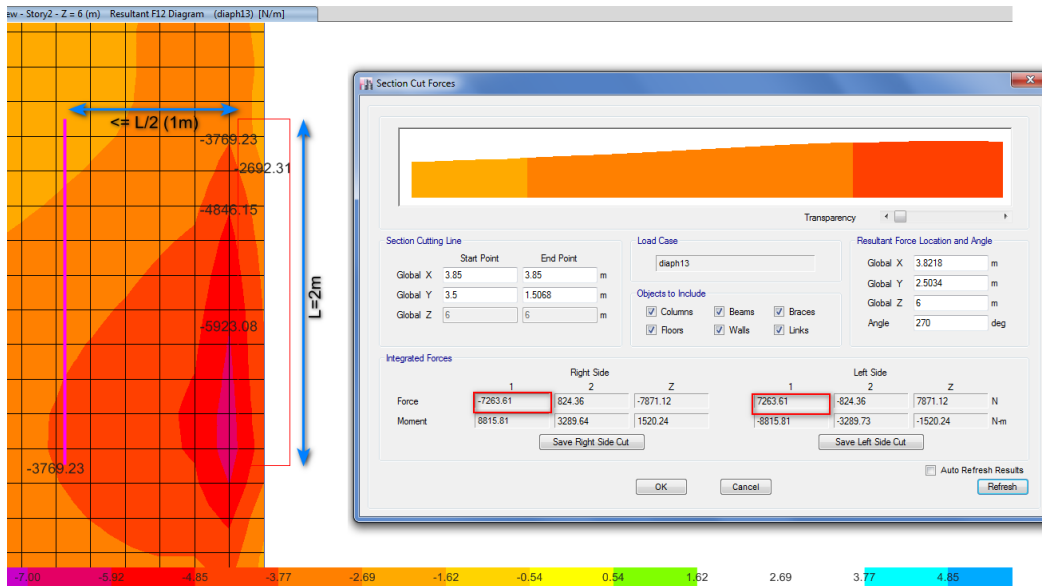 ew - Story2 - Z = 6 (m) Resultant F12 Diagram (diaph13) [N/m]
<= L/2 (1m)
-3769.23
-2692.31
-4846.15
L=2m
-5923.08
-3769.23
-7.00 -5.92 -4.85 -3.77 -2.69 -1.62 -0.54 0.54 1.62 2.69 3.77 4.85
Section Cut Forces
Transparency
Section Cutting Line
Start Point End Point
Global X 3.85 3.85 m
Global Y 3.5 1.5068 m
Global Z 6 6 m
Load Case
diaph13
Objects to Include
Columns Beams Braces
Floors Walls Links
Resultant Force Location and Angle
Global X 3.8218 m
Global Y 2.5034 m
Global Z 6 m
Angle 270 deg
Integrated Forces
Right Side Left Side
1 2 Z 1 2 Z
Force -7263.61 824.36 -7871.12 7263.61 -824.36 7871.12 N
Moment 8815.81 3289.64 1520.24 -8815.81 -3289.73 -1520.24 N-m
Save Right Side Cut Save Left Side Cut
Auto Refresh Results
OK Cancel Refresh